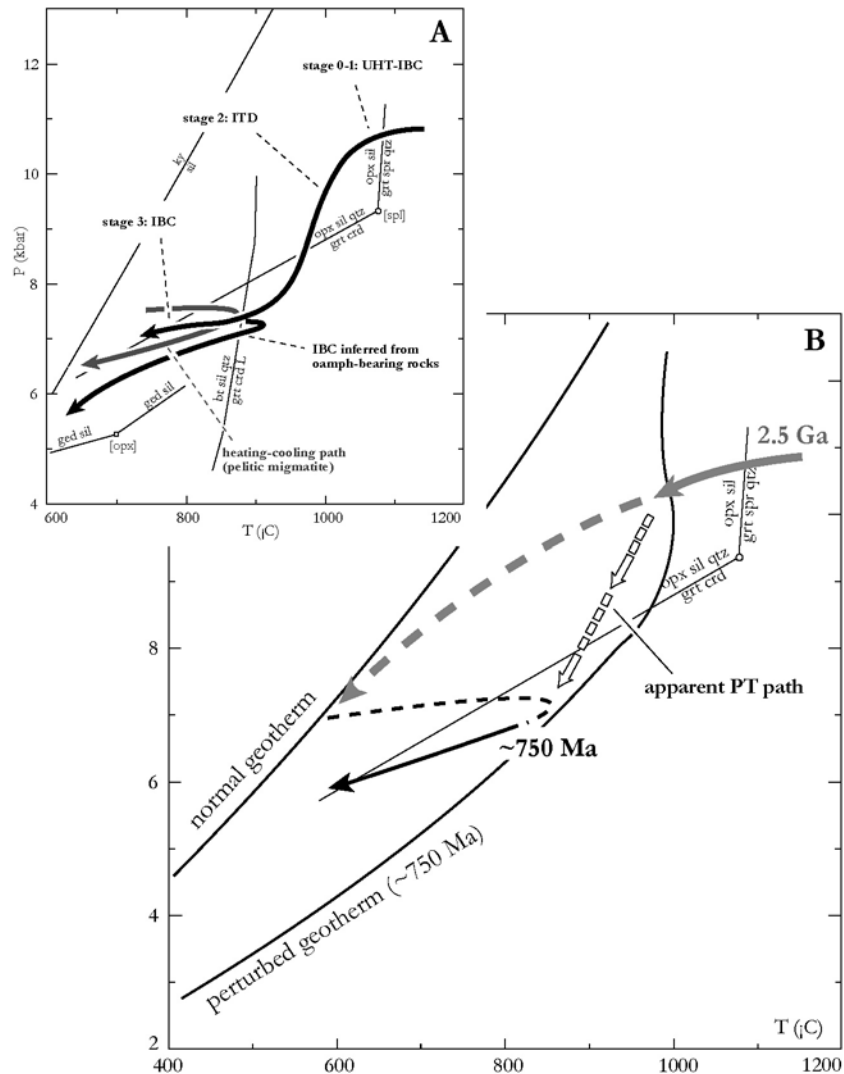 A
12
10
8
6
4
P (kbar)
600
800
1000
1200
T (¡C)
stage 0-1: UHT-IBC
stage 2: ITD
stage 3: IBC
ky
sil
opx sil
grt spr qtz
[spl]
opx sil qtz
grt crd
IBC inferred from
oamph-bearing rocks
bt sil qtz
grt crd L
ged sil
ged sil
[opx]
heating-cooling path
(pelitic migmatite)
B
2.5 Ga
opx sil
grt spr qtz
opx sil qtz
grt crd
apparent PT path
~750 Ma
normal geotherm
perturbed geotherm (~750 Ma)
8
6
4
2
T (¡C)
400
600
800
1000
1200